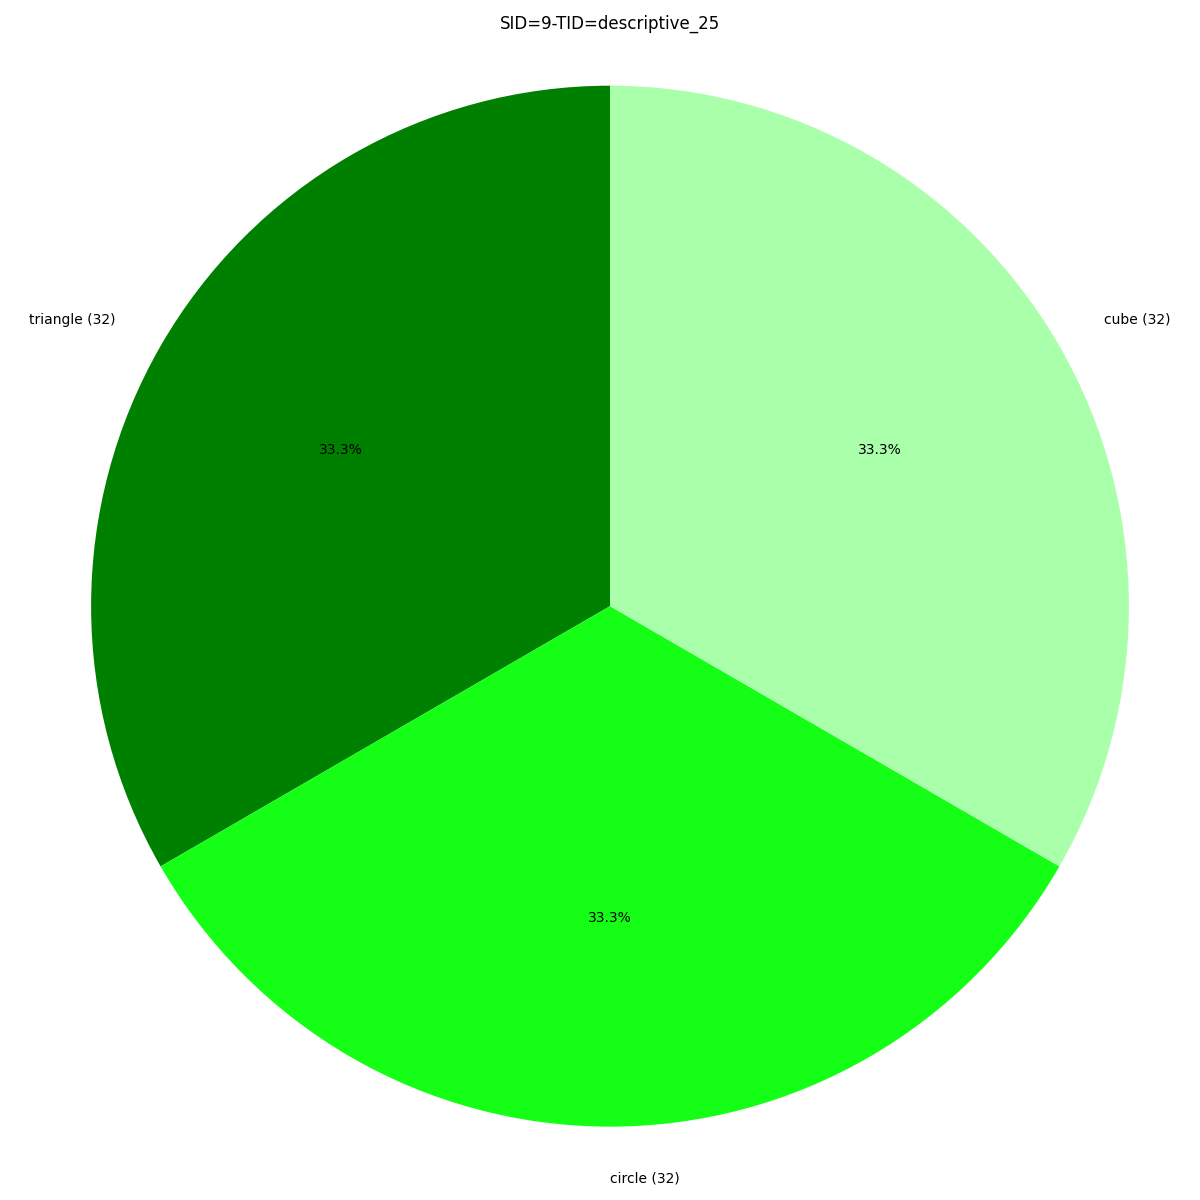 SID=9-TID=descriptive_25
triangle (32)
cube (32)
33.3%
33.3%
33.3%
circle (32)